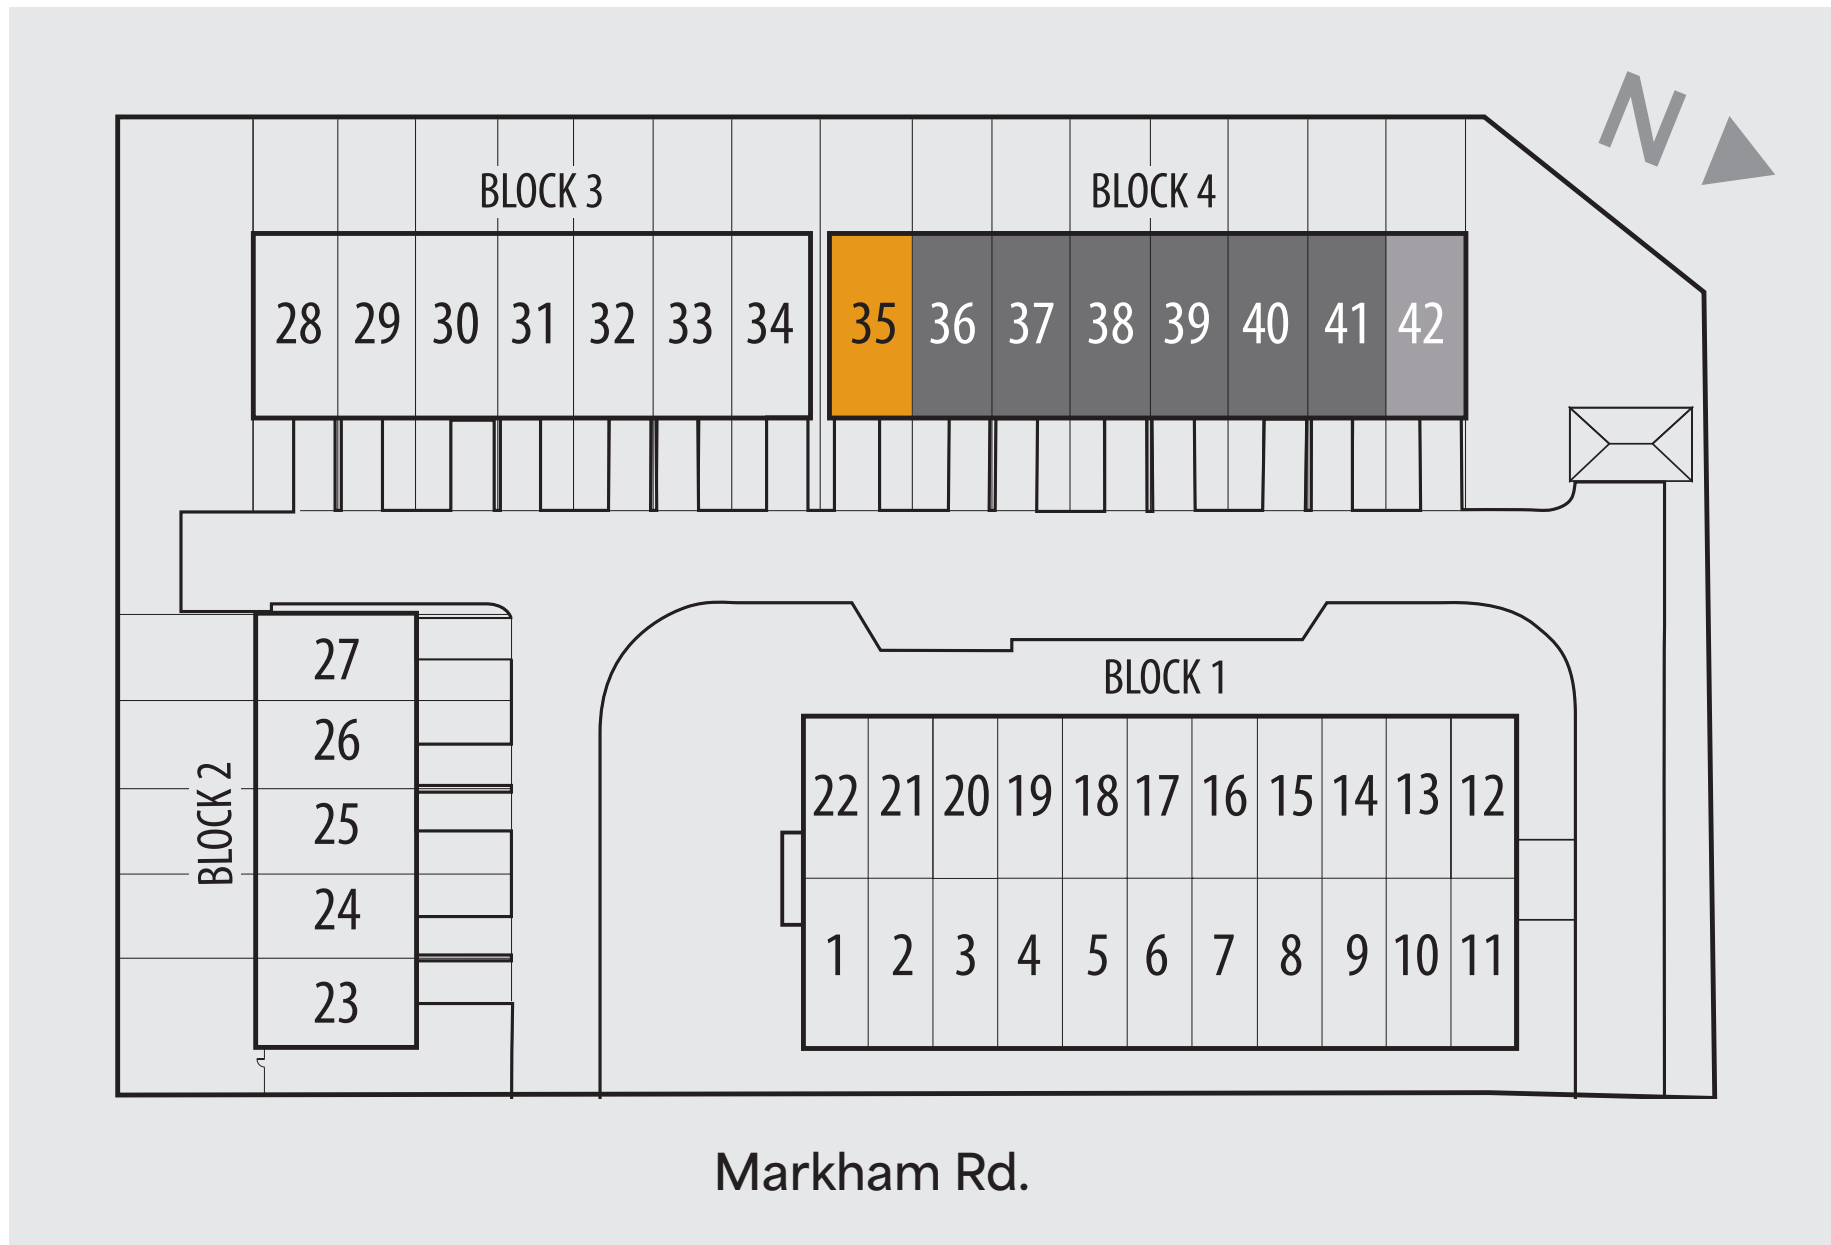 N
BLOCK 3
BLOCK 4
28 29 30 31 32 33 34 35 36 37 38 39 40 41 42
BLOCK 2
27
26
25
24
23
BLOCK 1
22 21 20 19 18 17 16 15 14 13 12
1 2 3 4 5 6 7 8 9 10 11
Markham Rd.